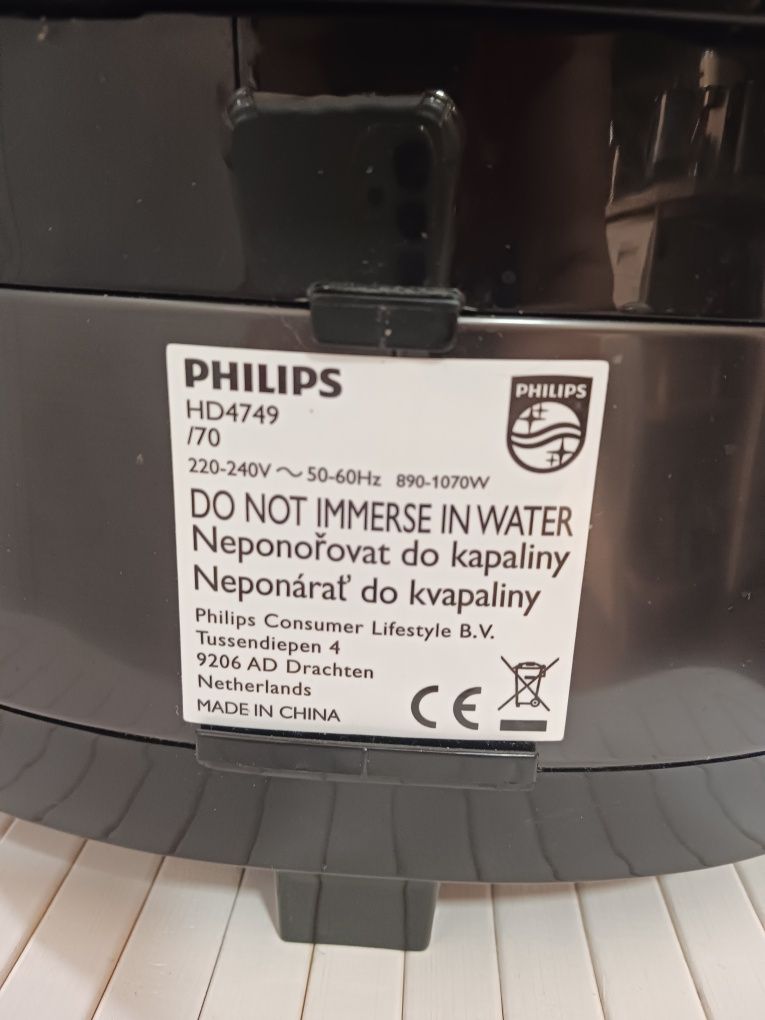 PHILIPS
PHILIPS
HD4749
/70
220-240V ~ 50-60Hz 890-1070W
DO NOT IMMERSE IN WATER
Neponořovat do kapaliny
Neponárať do kvapaliny
Philips Consumer Lifestyle B.V.
Tussendiepen 4
9206 AD Drachten
Netherlands
MADE IN CHINA
CE